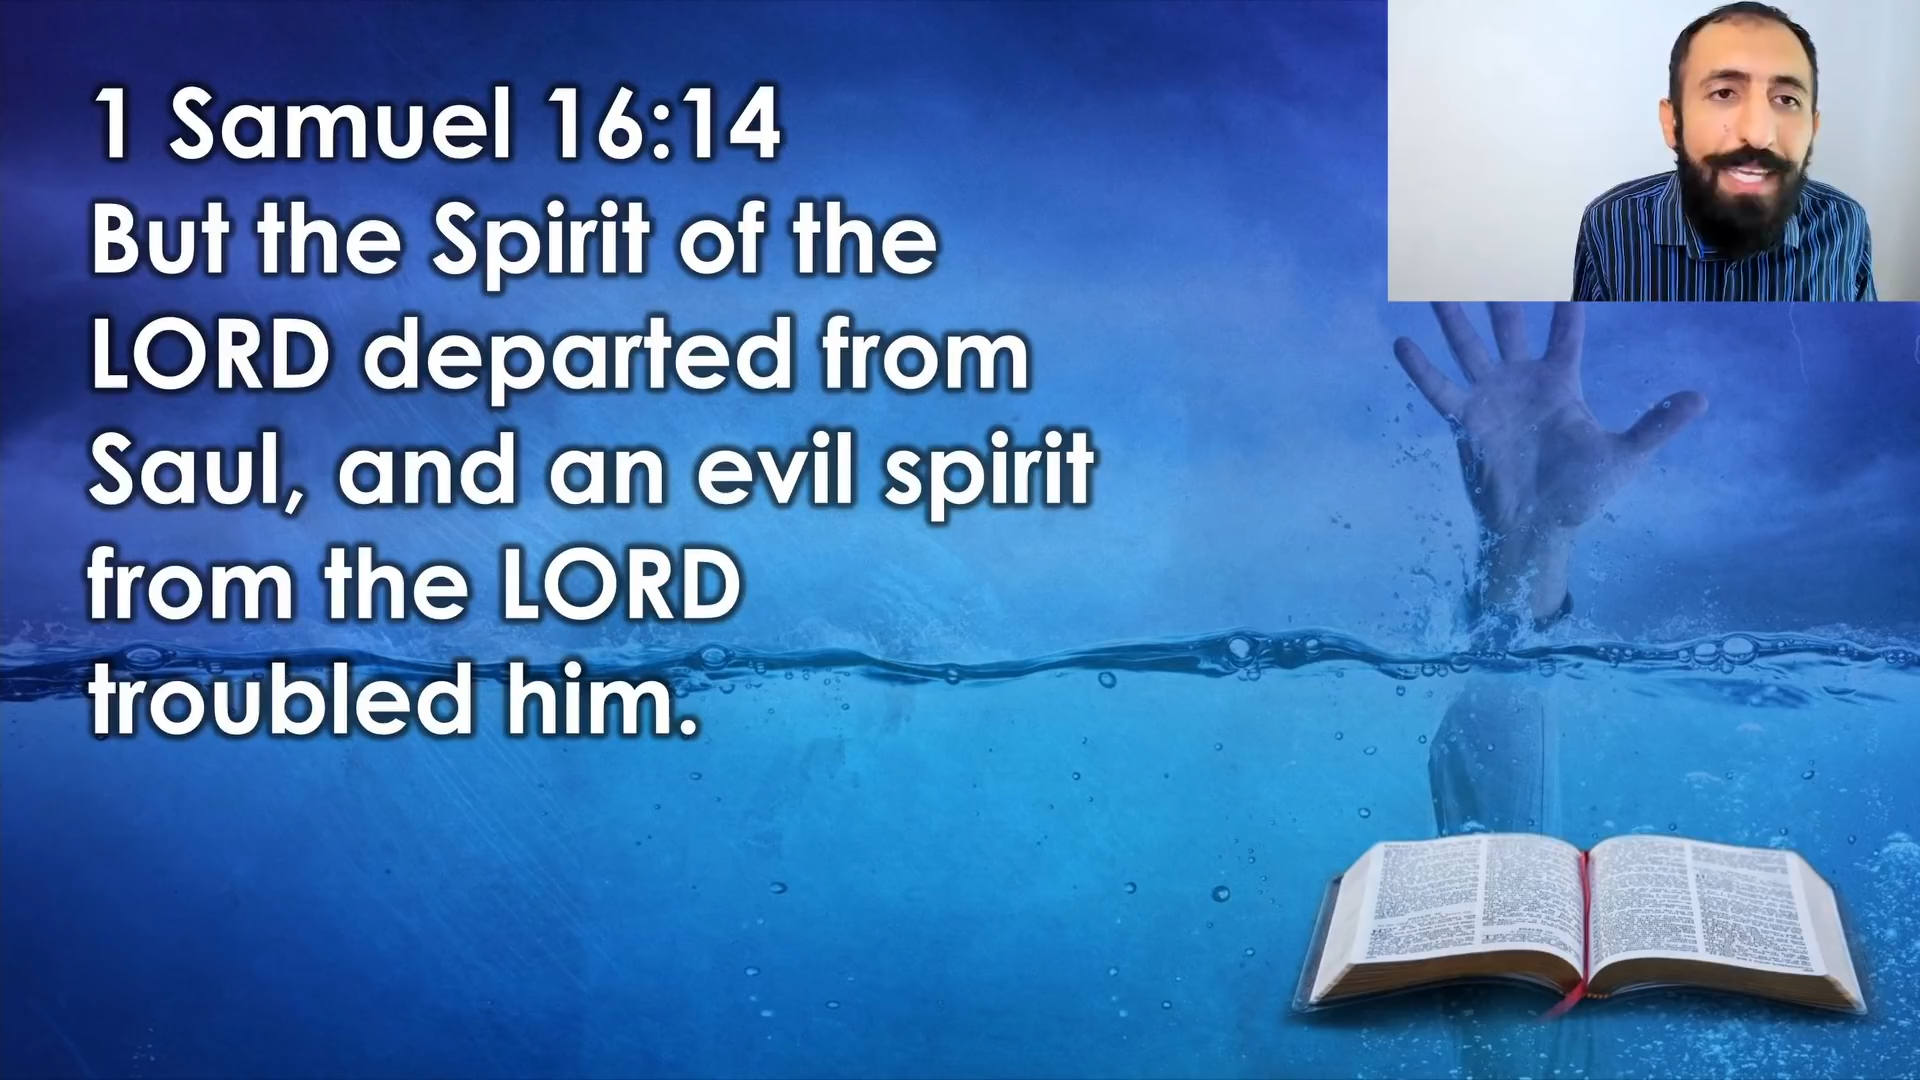 1 Samuel 16:14
But the Spirit of the
LORD departed from
Saul, and an evil spirit
from the LORD
troubled him.